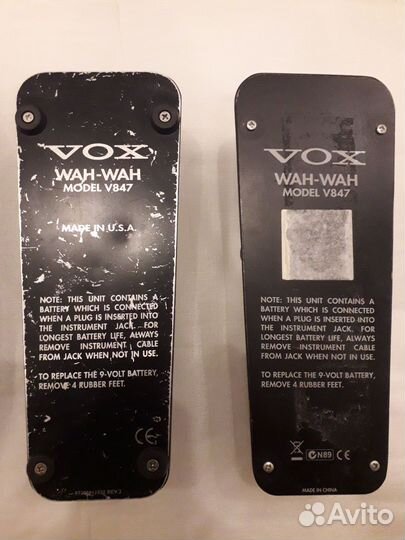 VOX
WAH-WAH
MODEL V847
MADE IN U.S.A.
NOTE: THIS UNIT CONTAINS A
BATTERY WHICH IS CONNECTED
WHEN A PLUG IS INSERTED INTO
THE INSTRUMENT JACK. FOR
LONGEST BATTERY LIFE, ALWAYS
REMOVE INSTRUMENT CABLE
FROM JACK WHEN NOT IN USE.
TO REPLACE THE 9-VOLT BATTERY,
REMOVE 4 RUBBER FEET.
CE
REV.2
VOX
WAH-WAH
MODEL V847
NOTE: THIS UNIT CONTAINS A
BATTERY WHICH IS CONNECTED
WHEN A PLUG IS INSERTED INTO
THE INSTRUMENT JACK. FOR
LONGEST BATTERY LIFE, ALWAYS
REMOVE INSTRUMENT CABLE
FROM JACK WHEN NOT IN USE.
TO REPLACE THE 9-VOLT BATTERY,
REMOVE 4 RUBBER FEET.
N89 CE
MADE IN CHINA
Avito